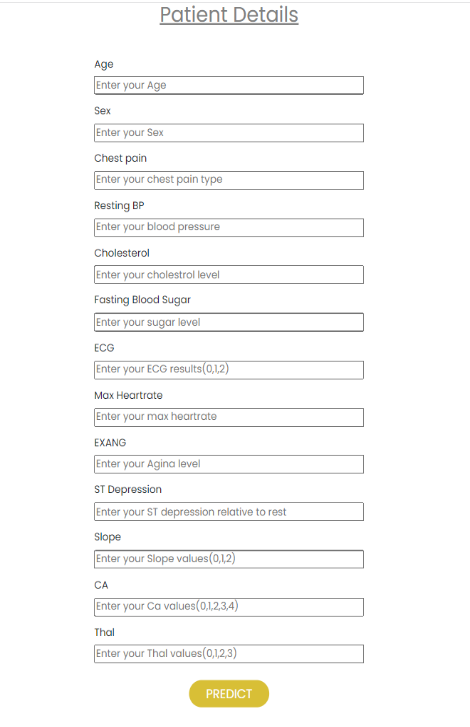 Patient Details
Age
Enter your Age
Sex
Enter your Sex
Chest pain
Enter your chest pain type
Resting BP
Enter your blood pressure
Cholesterol
Enter your cholestrol level
Fasting Blood Sugar
Enter your sugar level
ECG
Enter your ECG results(0,1,2)
Max Heartrate
Enter your max heartrate
EXANG
Enter your Agina level
ST Depression
Enter your ST depression relative to rest
Slope
Enter your Slope values(0,1,2)
CA
Enter your Ca values(0,1,2,3,4)
Thal
Enter your Thal values(0,1,2,3)
PREDICT